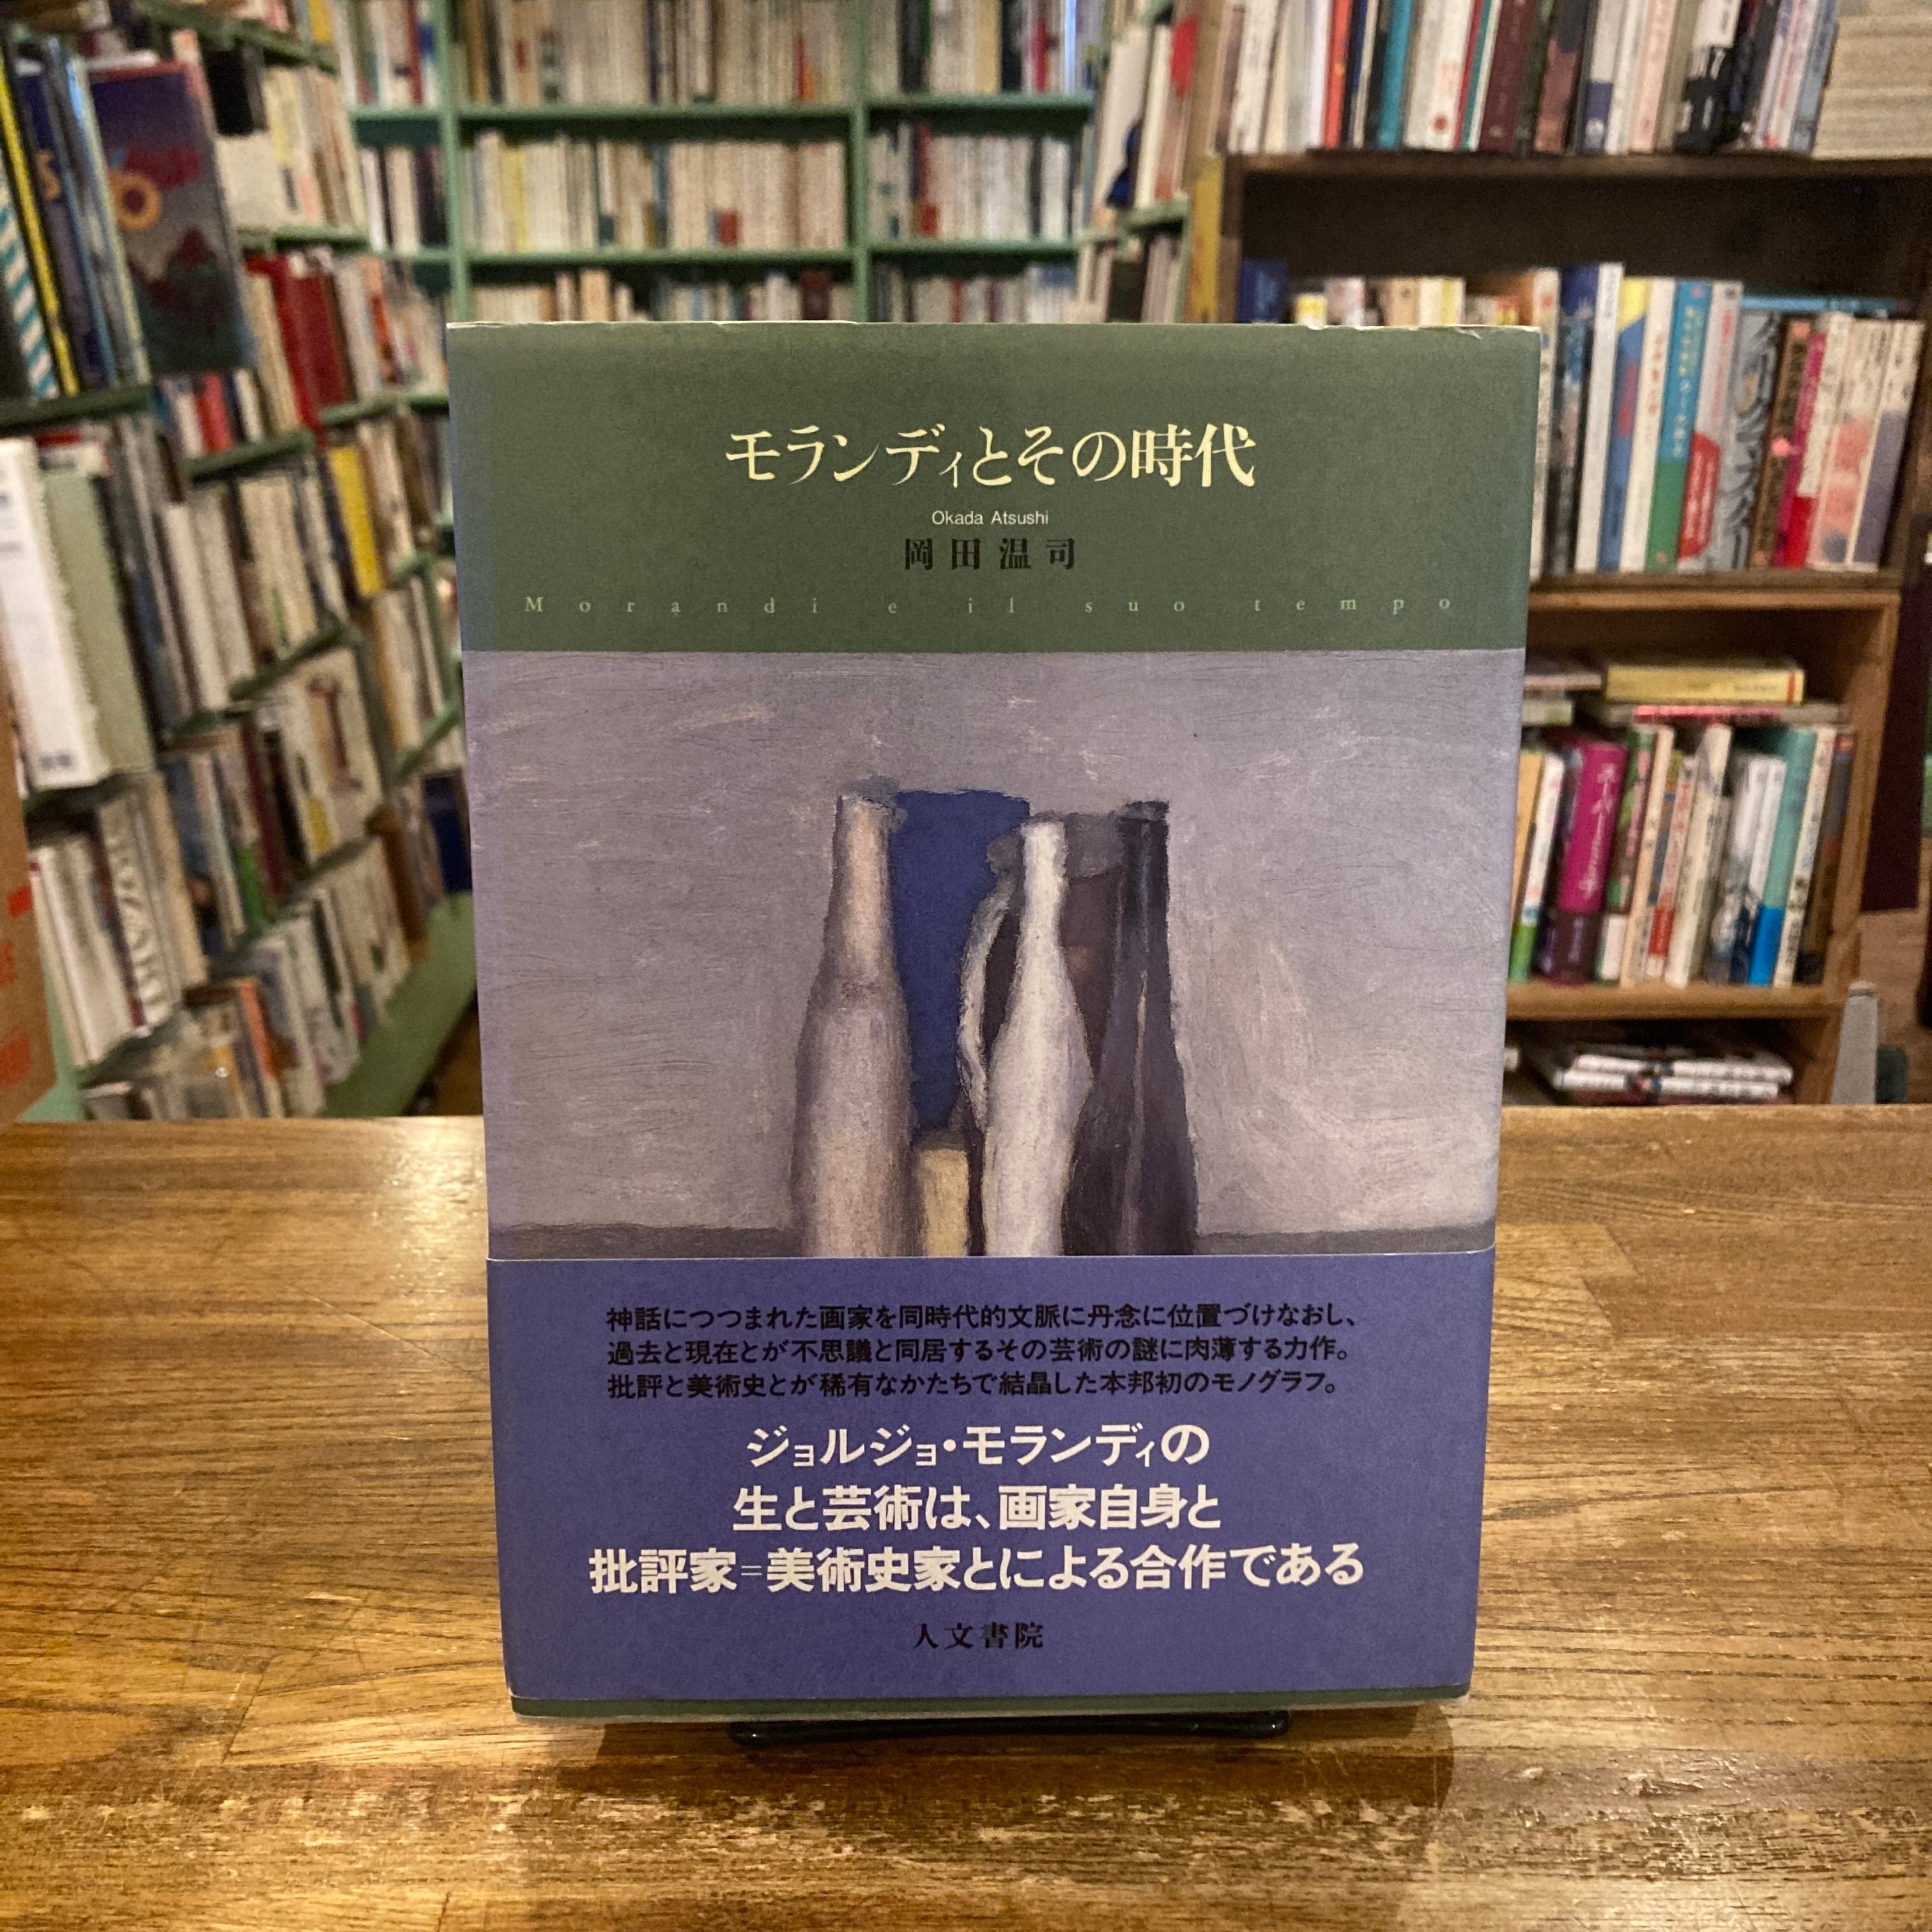 モランディとその時代
Okada Atsushi
岡田温司
Morandi e il suo tempo
神話につつまれた画家を同時代的文脈に丹念に位置づけなおし、
過去と現在とが不思議と同居するその芸術の謎に肉薄する力作。
批評と美術史とが稀有なかたちで結晶した本邦初のモノグラフ。
ジョルジョ・モランディの
生と芸術は、画家自身と
批評家=美術史家とによる合作である
人文書院